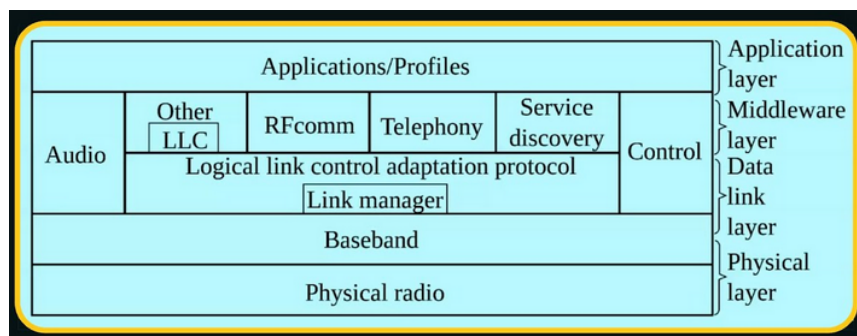 Applications/Profiles
Application
layer
Audio
Other
LLC
RFcomm
Telephony
Service
discovery
Control
Middleware
layer
Logical link control adaptation protocol
Link manager
Data
link
layer
Baseband
Physical radio
Physical
layer